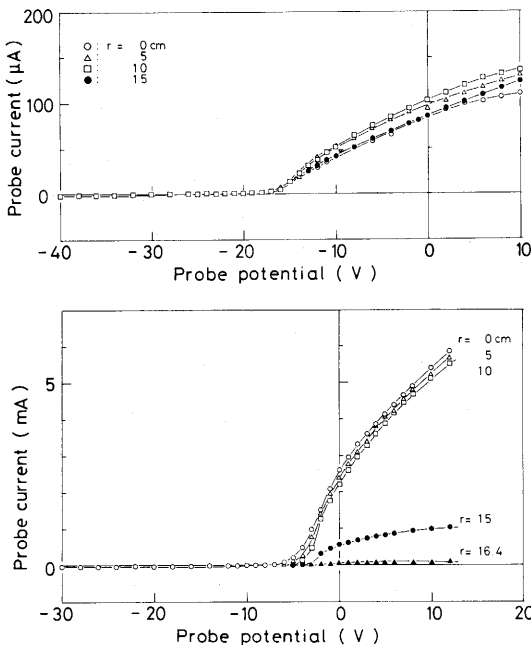 200
100
0
Probe current (μA)
○ : r = 0 cm
△ : 5
□ : 10
● : 15
-40 -30 -20 -10 0 10
Probe potential (V)
5
0
Probe current (mA)
r = 0 cm
5
10
r = 15
r = 16.4
-30 -20 -10 0 10 20
Probe potential (V)